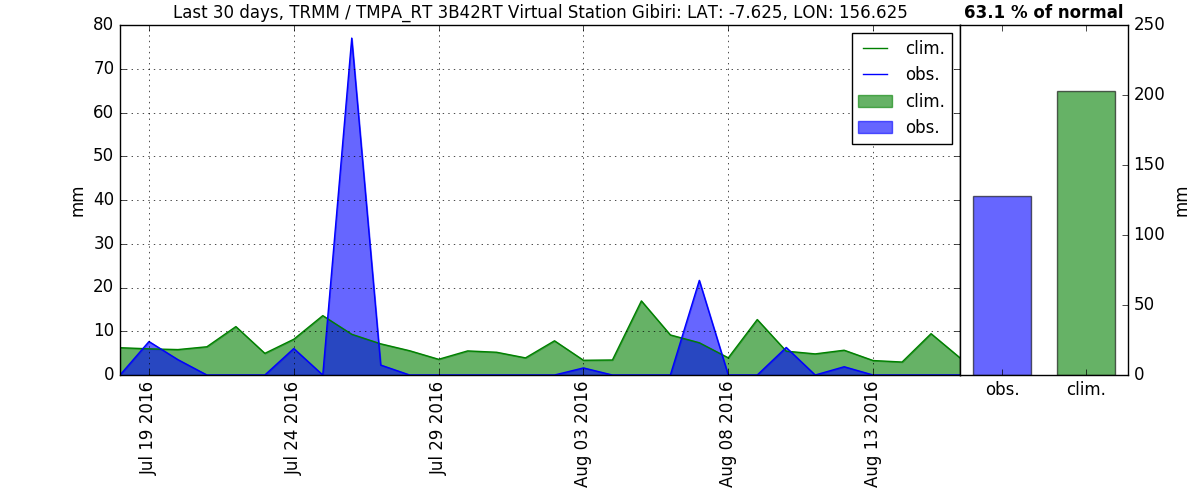 Last 30 days, TRMM / TMPA_RT 3B42RT Virtual Station Gibiri: LAT: -7.625, LON: 156.625
63.1 % of normal
80
70
60
50
40
30
20
10
0
mm
clim.
obs.
clim.
obs.
Jul 19 2016
Jul 24 2016
Jul 29 2016
Aug 03 2016
Aug 08 2016
Aug 13 2016
250
200
150
100
50
0
mm
obs.
clim.